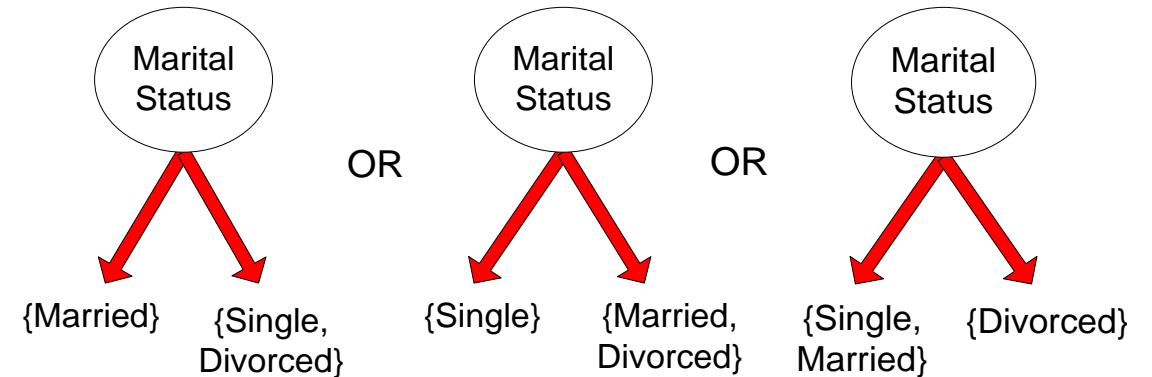 Marital
Status
OR
Marital
Status
OR
Marital
Status
{Married}
{Single,
Divorced}
{Single}
{Married,
Divorced}
{Single,
Married}
{Divorced}